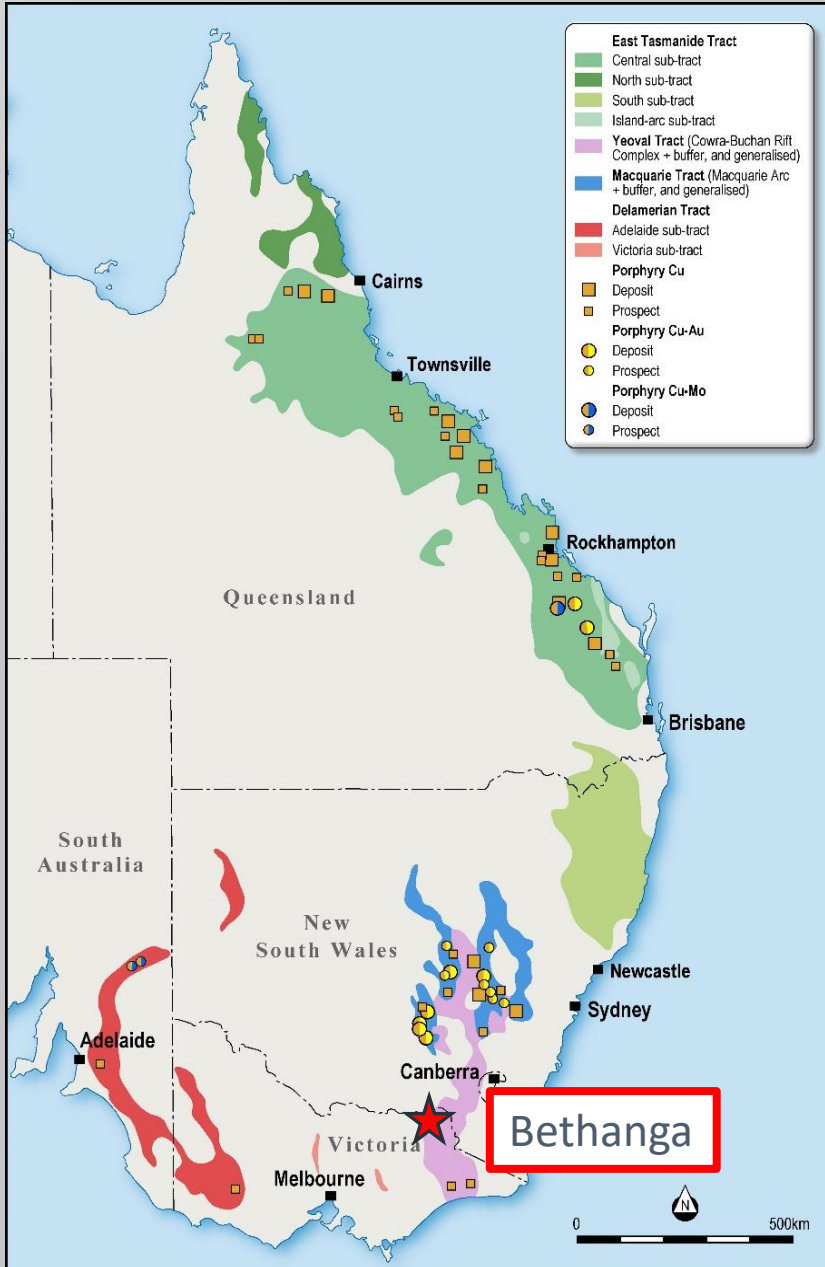 East Tasmanide Tract
Central sub-tract
North sub-tract
South sub-tract
Island-arc sub-tract
Yeoval Tract (Cowra-Buchan Rift
Complex + buffer, and generalised)
Macquarie Tract (Macquarie Arc
+ buffer, and generalised)
Delamerian Tract
Adelaide sub-tract
Victoria sub-tract
Porphyry Cu
Deposit
Prospect
Porphyry Cu-Au
Deposit
Prospect
Porphyry Cu-Mo
Deposit
Prospect
Cairns
Townsville
Rockhampton
Queensland
Brisbane
South
Australia
New
South Wales
Newcastle
Sydney
Adelaide
Canberra
Bethanga
Victoria
Melbourne
N
0 500km